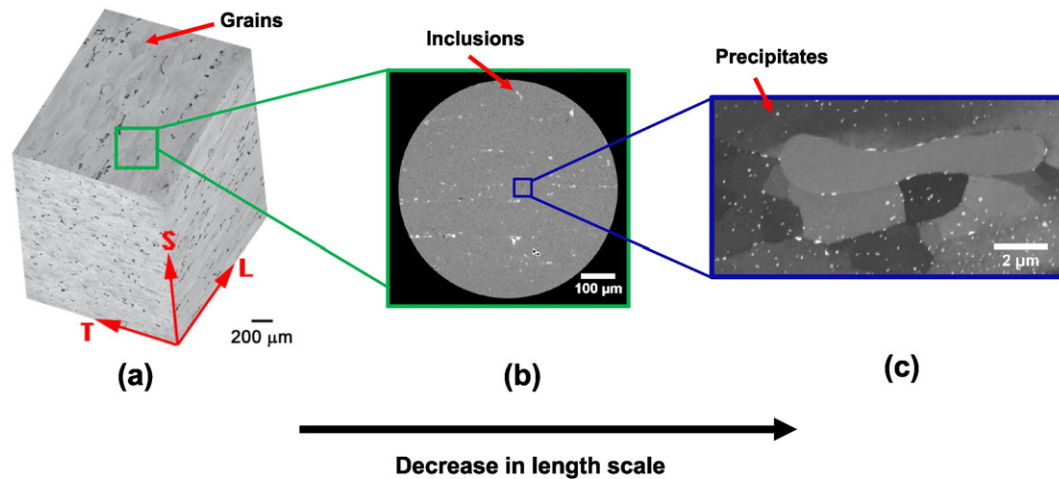 Grains
Inclusions
Precipitates
S
L
T
200 μm
100 μm
2 μm
(a)
(b)
(c)
Decrease in length scale